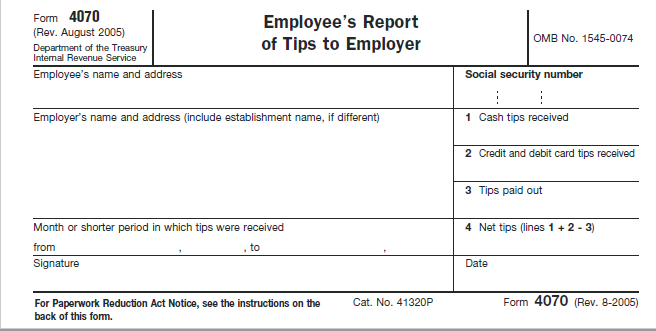 Form 4070
(Rev. August 2005)
Department of the Treasury
Internal Revenue Service
Employee's Report
of Tips to Employer
OMB No. 1545-0074
Employee's name and address
Social security number
Employer's name and address (include establishment name, if different)
1 Cash tips received
2 Credit and debit card tips received
3 Tips paid out
Month or shorter period in which tips were received
from , , to ,
4 Net tips (lines 1 + 2 - 3)
Signature
Date
For Paperwork Reduction Act Notice, see the instructions on the
back of this form.
Cat. No. 41320P
Form 4070 (Rev. 8-2005)